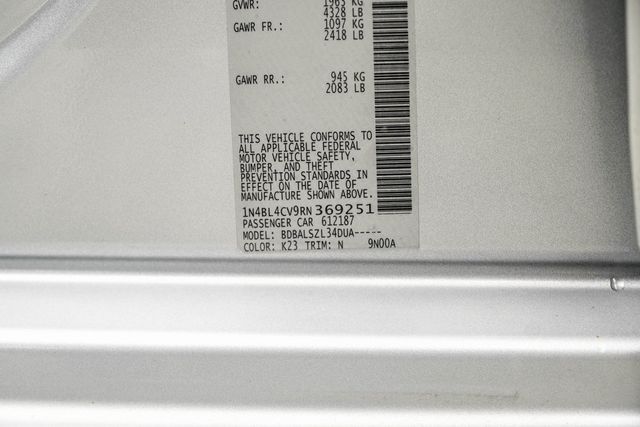 GVWR: 1963 KG
4328 LB
GAWR FR.: 1097 KG
2418 LB
GAWR RR.: 945 KG
2083 LB
THIS VEHICLE CONFORMS TO
ALL APPLICABLE FEDERAL
MOTOR VEHICLE SAFETY,
BUMPER, AND THEFT
PREVENTION STANDARDS IN
EFFECT ON THE DATE OF
MANUFACTURE SHOWN ABOVE.
1N4BL4CV9RN369251
PASSENGER CAR 612187
MODEL: BDBALSZL34DUA-----
COLOR: K23 TRIM: N 9N00A